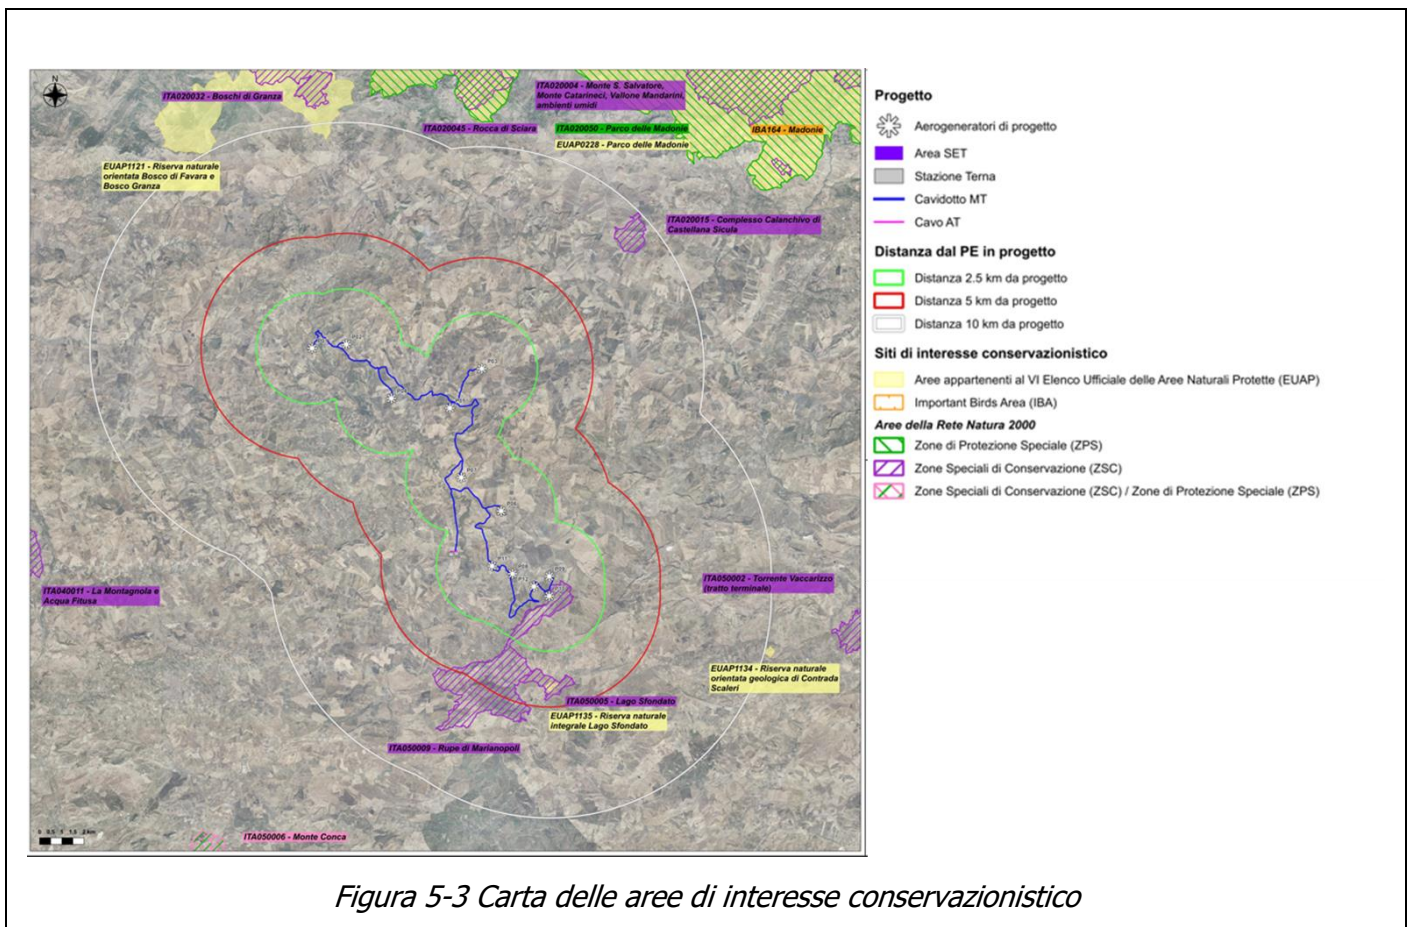 N
ITA020032 - Boschi di Granza
ITA020004 - Monte S. Salvatore,
Monte Catarineci, Vallone Mandarini,
ambienti umidi
ITA020045 - Rocca di Sciara
ITA020050 - Parco delle Madonie
IBA164 - Madonie
EUAP0228 - Parco delle Madonie
EUAP1121 - Riserva naturale
orientata Bosco di Favara e
Bosco Granza
ITA020015 - Complesso Calanchivo di
Castellana Sicula
ITA040011 - La Montagnola e
Acqua Fitusa
ITA050002 - Torrente Vaccarizzo
(tratto terminale)
EUAP1134 - Riserva naturale
orientata geologica di Contrada
Scaleri
ITA050005 - Lago Sfondato
EUAP1135 - Riserva naturale
integrale Lago Sfondato
ITA050009 - Rupe di Marianopoli
ITA050006 - Monte Conca
0 0.5 1 1.5 2 km
Progetto
Aerogeneratori di progetto
Area SET
Stazione Terna
Cavidotto MT
Cavo AT
Distanza dal PE in progetto
Distanza 2.5 km da progetto
Distanza 5 km da progetto
Distanza 10 km da progetto
Siti di interesse conservazionistico
Aree appartenenti al VI Elenco Ufficiale delle Aree Naturali Protette (EUAP)
Important Birds Area (IBA)
Aree della Rete Natura 2000
Zone di Protezione Speciale (ZPS)
Zone Speciali di Conservazione (ZSC)
Zone Speciali di Conservazione (ZSC) / Zone di Protezione Speciale (ZPS)
Figura 5-3 Carta delle aree di interesse conservazionistico